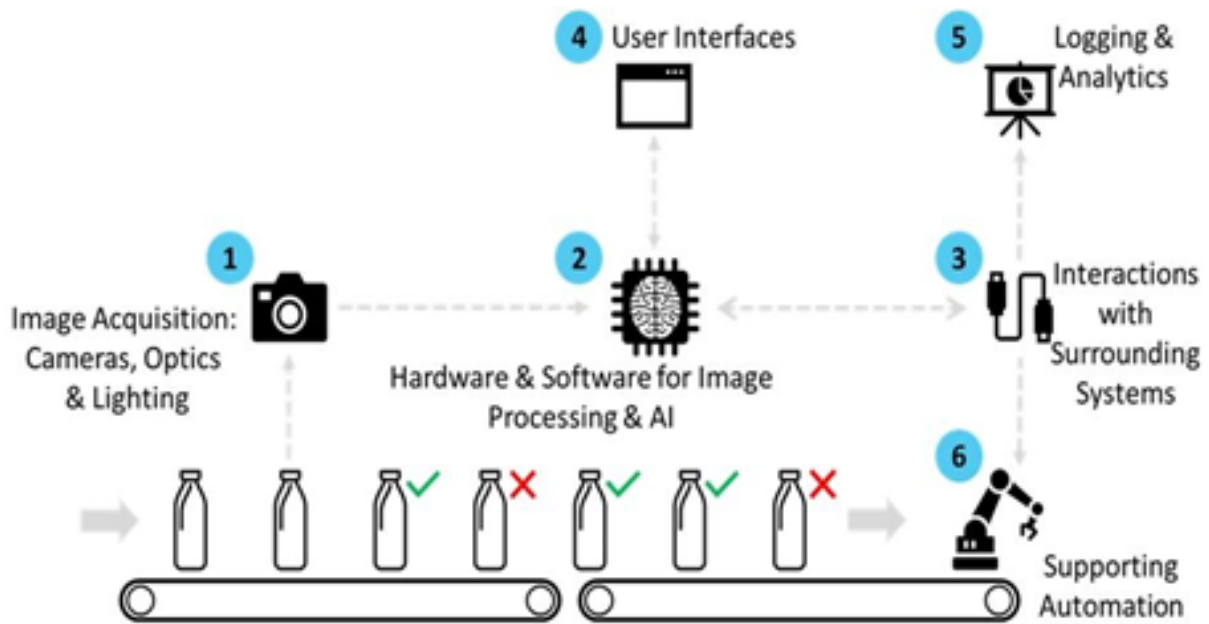 4 User Interfaces
5 Logging &
Analytics
1
Image Acquisition:
Cameras, Optics
& Lighting
2
Hardware & Software for Image
Processing & AI
3 Interactions
with
Surrounding
Systems
6
Supporting
Automation